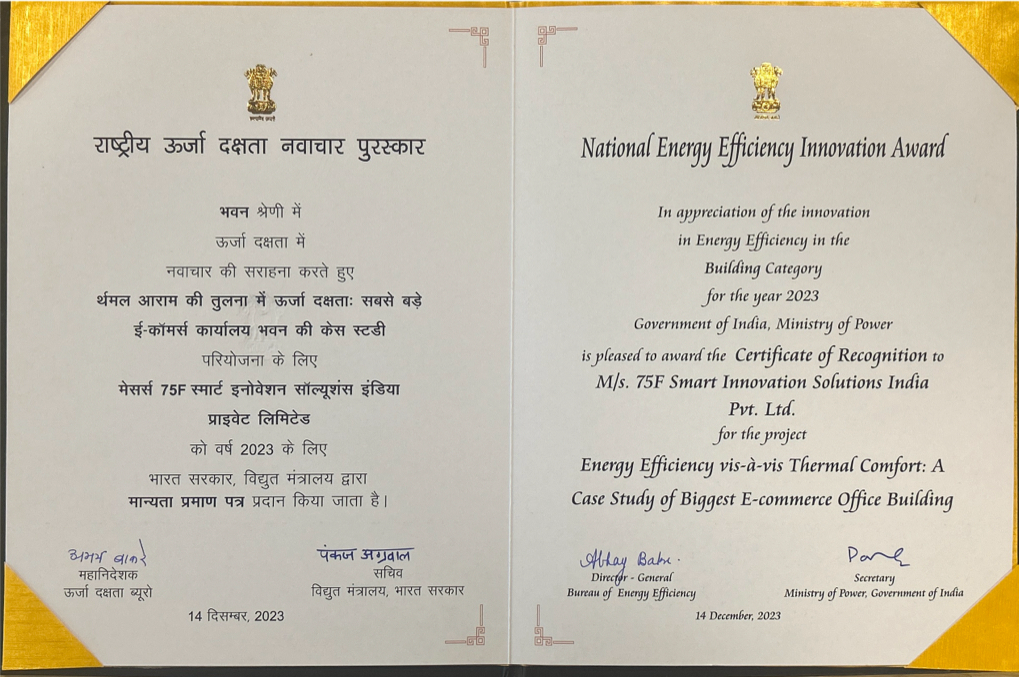 राष्ट्रीय ऊर्जा दक्षता नवाचार पुरस्कार
भवन श्रेणी में
ऊर्जा दक्षता में
नवाचार की सराहना करते हुए
र्थमल आराम की तुलना में ऊर्जा दक्षताः सबसे बड़े
ई-कॉमर्स कार्यालय भवन की केस स्टडी
परियोजना के लिए
मेसर्स 75F स्मार्ट इनोवेशन सॉल्यूशंस इंडिया
प्राइवेट लिमिटेड
को वर्ष 2023 के लिए
भारत सरकार, विद्युत मंत्रालय द्वारा
मान्यता प्रमाण पत्र प्रदान किया जाता है।
अभय बाकरे
महानिदेशक
ऊर्जा दक्षता ब्यूरो
पंकज अग्रवाल
सचिव
विद्युत मंत्रालय, भारत सरकार
14 दिसम्बर, 2023
National Energy Efficiency Innovation Award
In appreciation of the innovation
in Energy Efficiency in the
Building Category
for the year 2023
Government of India, Ministry of Power
is pleased to award the Certificate of Recognition to
M/s. 75F Smart Innovation Solutions India
Pvt. Ltd.
for the project
Energy Efficiency vis-à-vis Thermal Comfort: A
Case Study of Biggest E-commerce Office Building
Abhay Bakre
Director - General
Bureau of Energy Efficiency
Secretary
Ministry of Power, Government of India
14 December, 2023